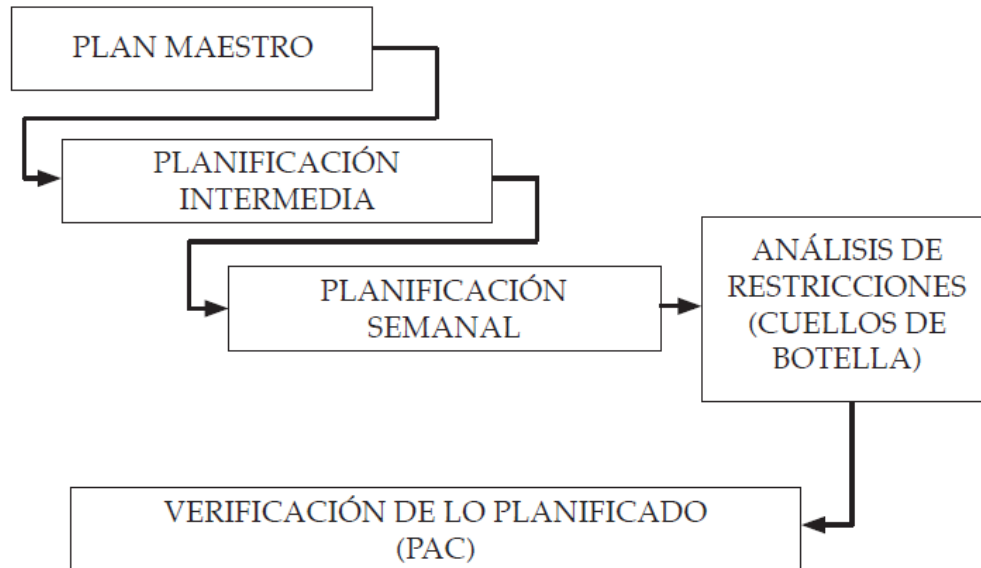 PLAN MAESTRO
PLANIFICACIÓN
INTERMEDIA
PLANIFICACIÓN
SEMANAL
ANÁLISIS DE
RESTRICCIONES
(CUELLOS DE
BOTELLA)
VERIFICACIÓN DE LO PLANIFICADO
(PAC)